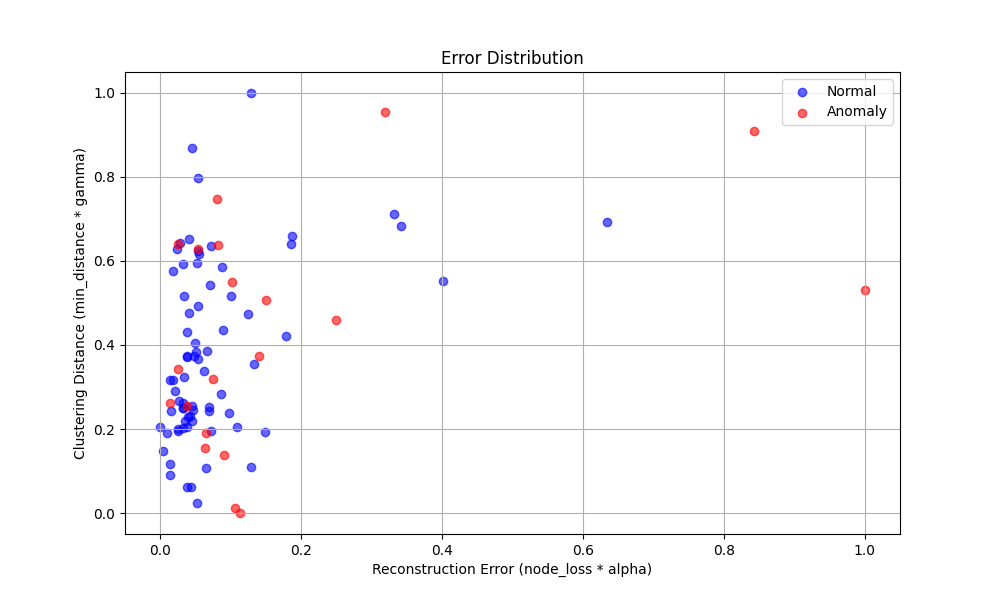 Error Distribution
Normal
Anomaly
Clustering Distance (min_distance * gamma)
1.0
0.8
0.6
0.4
0.2
0.0
0.0 0.2 0.4 0.6 0.8 1.0
Reconstruction Error (node_loss * alpha)